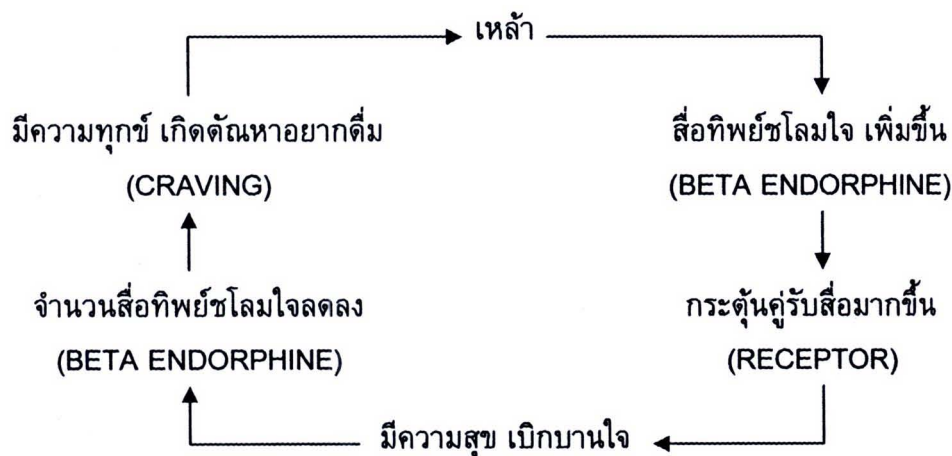 เหล้า
มีความทุกข์ เกิดตัณหาอยากดื่ม
(CRAVING)
สื่อทิพย์ชโลมใจ เพิ่มขึ้น
(BETA ENDORPHINE)
จำนวนสื่อทิพย์ชโลมใจลดลง
(BETA ENDORPHINE)
กระตุ้นคู่รับสื่อมากขึ้น
(RECEPTOR)
มีความสุข เบิกบานใจ